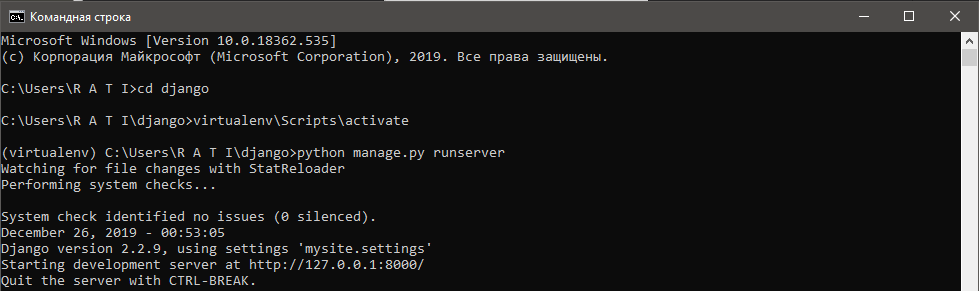 Командная строка
Microsoft Windows [Version 10.0.18362.535]
(c) Корпорация Майкрософт (Microsoft Corporation), 2019. Все права защищены.
C:\Users\R A T I>cd django
C:\Users\R A T I\django>virtualenv\Scripts\activate
(virtualenv) C:\Users\R A T I\django>python manage.py runserver
Watching for file changes with StatReloader
Performing system checks...
System check identified no issues (0 silenced).
December 26, 2019 - 00:53:05
Django version 2.2.9, using settings 'mysite.settings'
Starting development server at http://127.0.0.1:8000/
Quit the server with CTRL-BREAK.